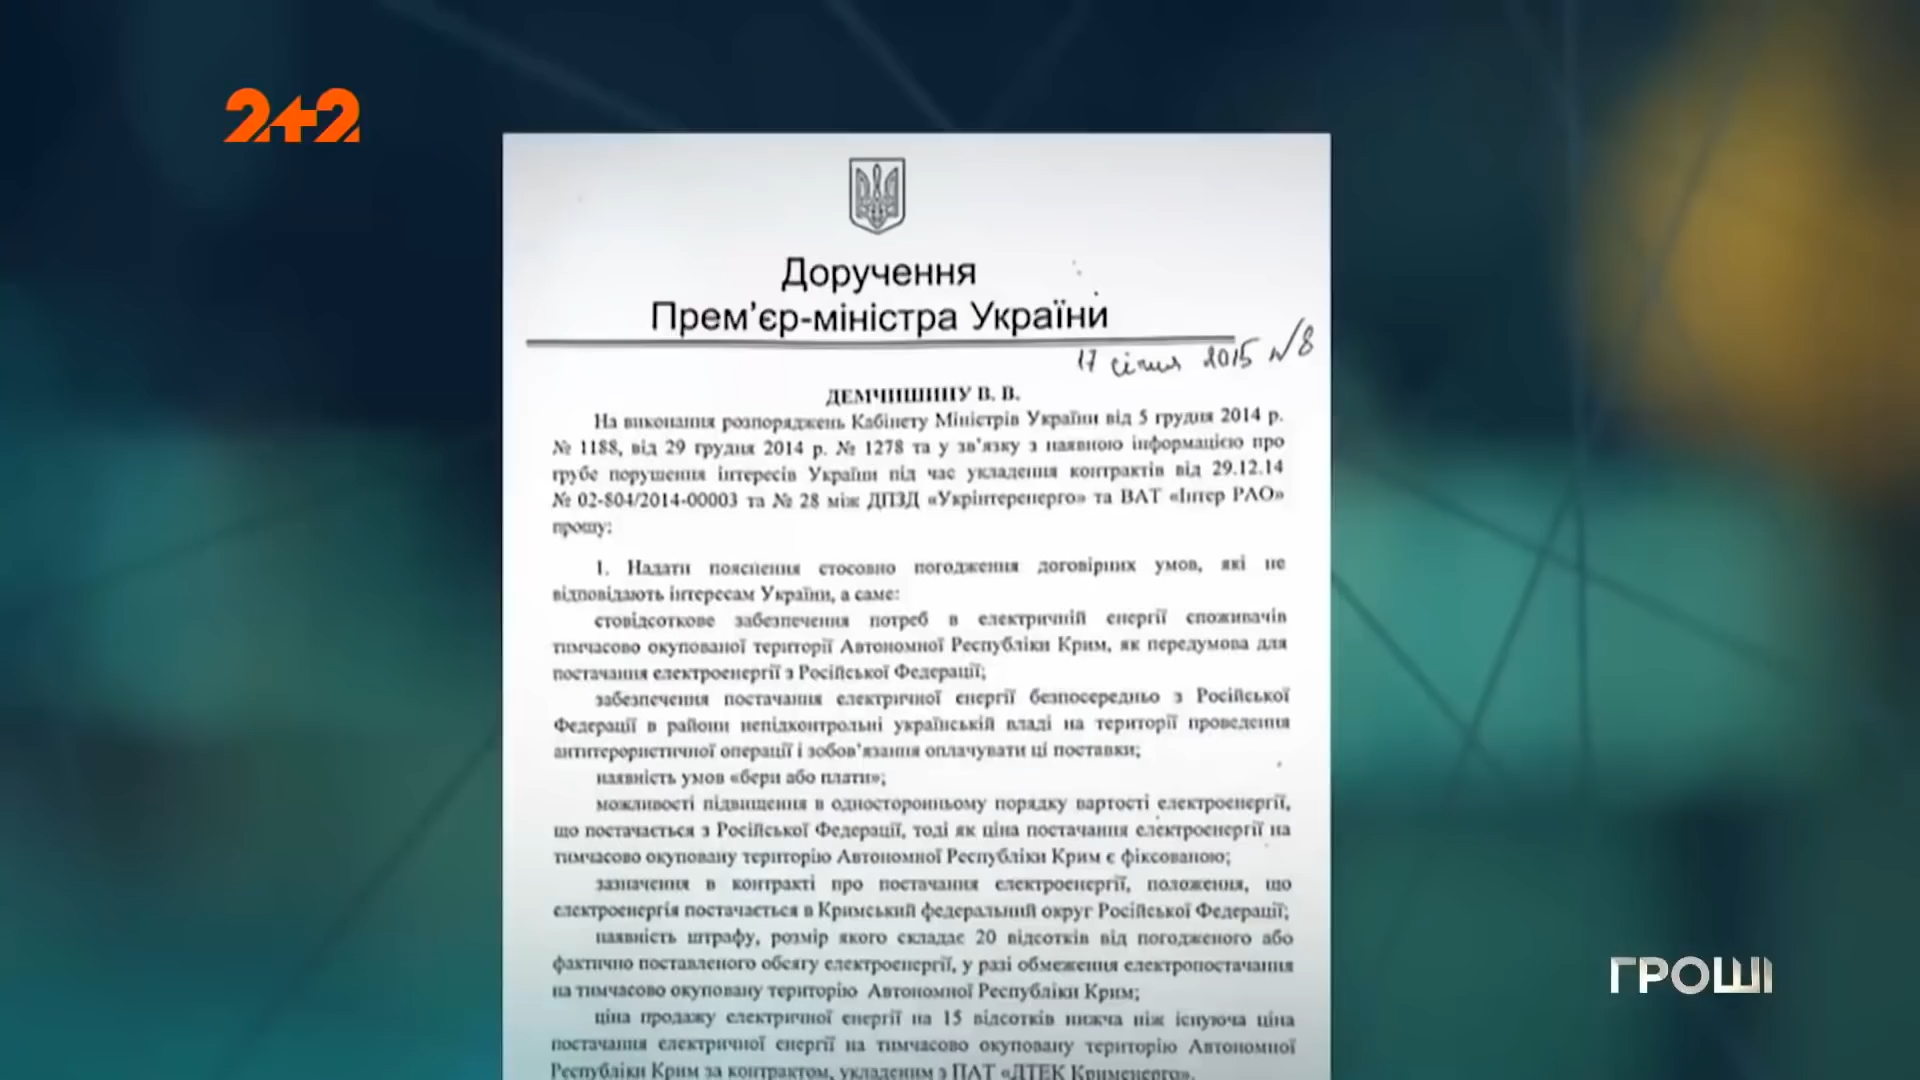 2+2
Доручення
Прем’єр-міністра України
17 січня 2015 №8
ДЕМЧИШИНУ В. В.
На виконання розпоряджень Кабінету Міністрів України від 5 грудня 2014 р.
№ 1188, від 29 грудня 2014 р. № 1278 та у зв’язку з наявною інформацією про
грубе порушення інтересів України під час укладення контрактів від 29.12.14
№ 02-804/2014-00003 та № 28 між ДПЗД «Укрінтеренерго» та ВАТ «Інтер РАО»
прошу:
1. Надати пояснення стосовно погодження договірних умов, які не
відповідають інтересам України, а саме:
стовідсоткове забезпечення потреб в електричній енергії споживачів
тимчасово окупованої території Автономної Республіки Крим, як передумова для
постачання електроенергії з Російської Федерації;
забезпечення постачання електричної енергії безпосередньо з Російської
Федерації в райони непідконтрольні українській владі на території проведення
антитерористичної операції і зобов’язання оплачувати ці поставки;
наявність умов «бери або плати»;
можливості підвищення в односторонньому порядку вартості електроенергії,
що постачається з Російської Федерації, тоді як ціна постачання електроенергії на
тимчасово окуповану територію Автономної Республіки Крим є фіксованою;
зазначення в контракті про постачання електроенергії, положення, що
електроенергія постачається в Кримський федеральний округ Російської Федерації;
наявність штрафу, розмір якого складає 20 відсотків від погодженого або
фактично поставленого обсягу електроенергії, у разі обмеження електропостачання
на тимчасово окуповану територію Автономної Республіки Крим;
ціна продажу електричної енергії на 15 відсотків нижча ніж існуюча ціна
постачання електричної енергії на тимчасово окуповану територію Автономної
Республіки Крим за контрактом, укладеним з ПАТ «ДТЕК Крименерго».
ГРОШІ